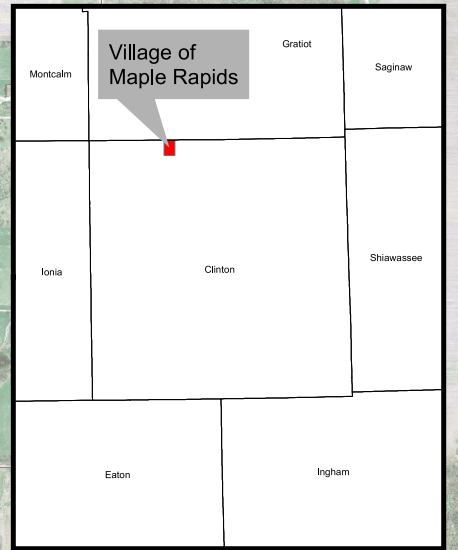 Village of
Maple Rapids
Gratiot
Saginaw
Montcalm
Ionia
Clinton
Shiawassee
Eaton
Ingham